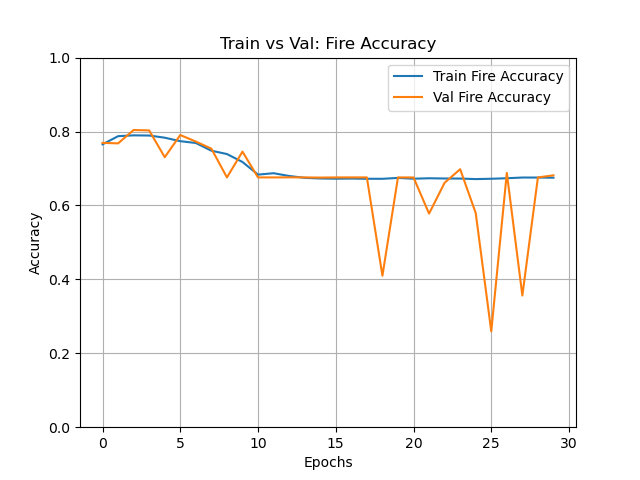 Train vs Val: Fire Accuracy
Train Fire Accuracy
Val Fire Accuracy
1.0
0.8
0.6
0.4
0.2
0.0
Accuracy
0 5 10 15 20 25 30
Epochs